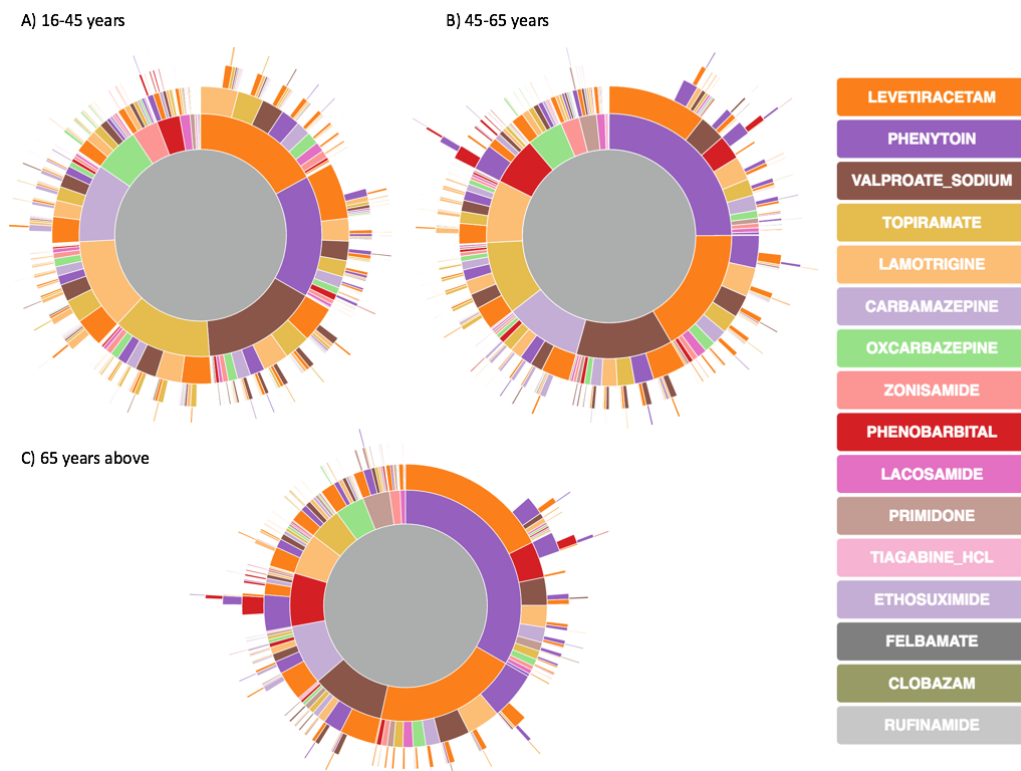 A) 16-45 years
B) 45-65 years
LEVETIRACETAM
PHENYTOIN
VALPROATE_SODIUM
TOPIRAMATE
LAMOTRIGINE
CARBAMAZEPINE
OXCARBAZEPINE
ZONISAMIDE
PHENOBARBITAL
LACOSAMIDE
PRIMIDONE
TIAGABINE_HCL
ETHOSUXIMIDE
FELBAMATE
CLOBAZAM
RUFINAMIDE
C) 65 years above